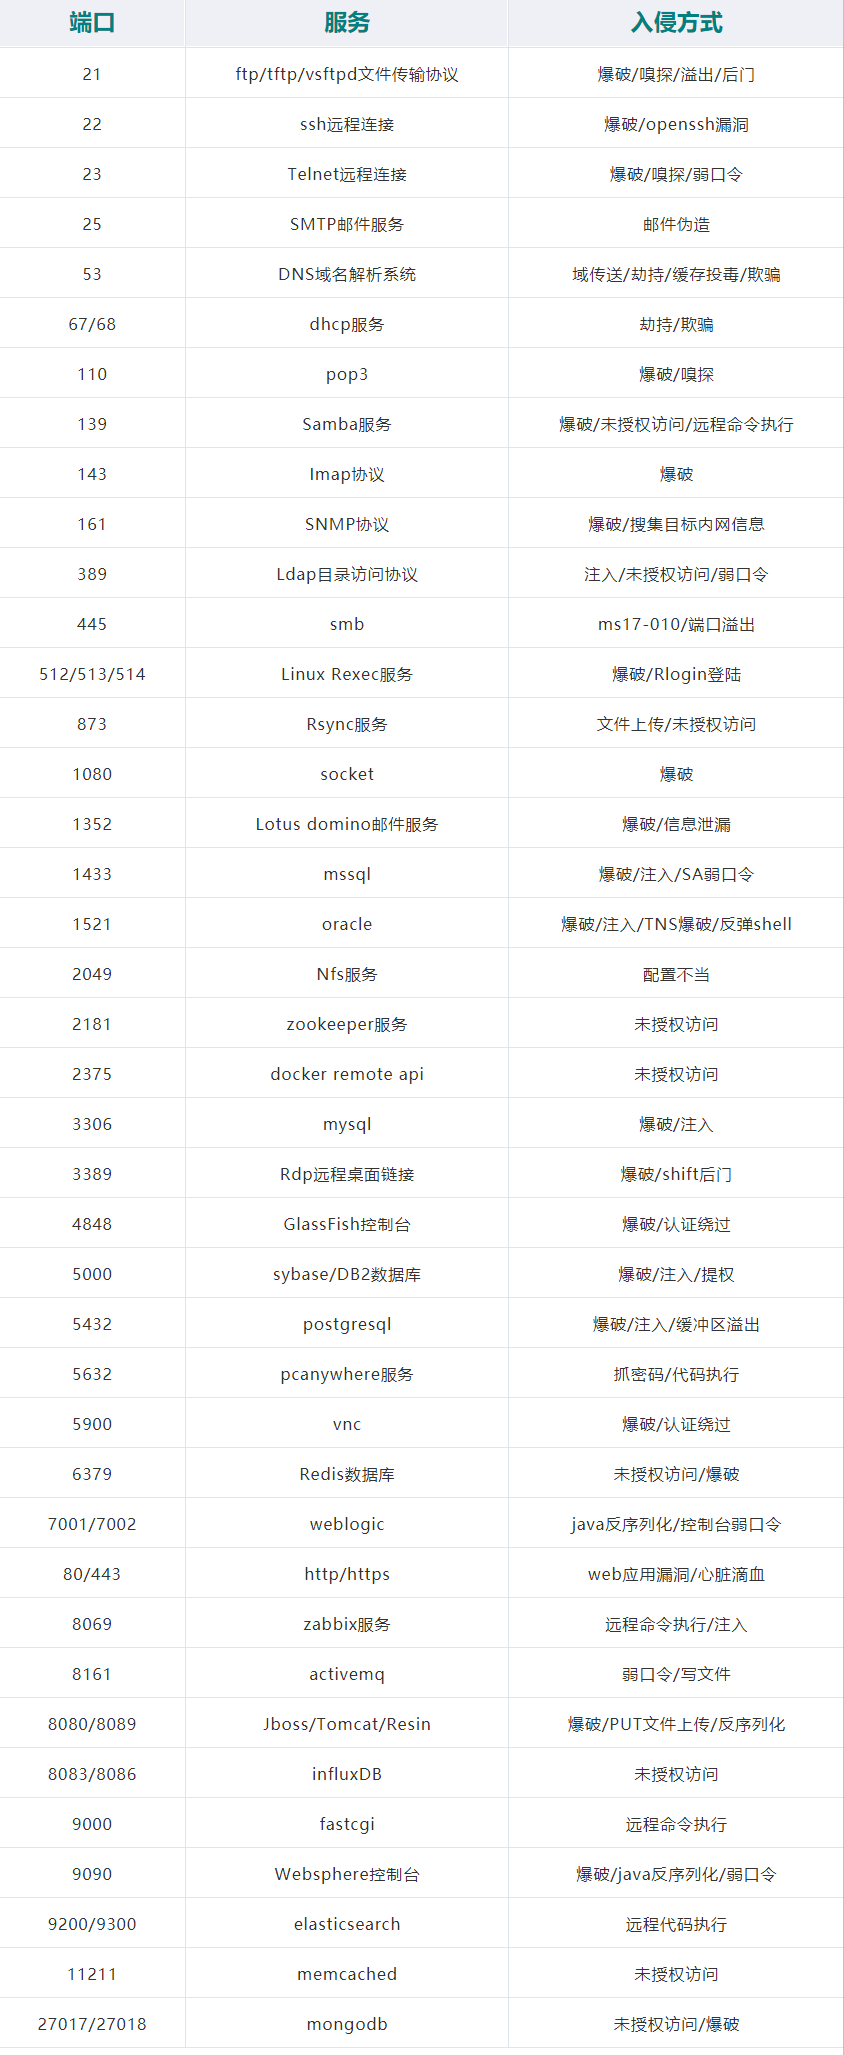 端口 服务 入侵方式
21 ftp/tftp/vsftpd文件传输协议 爆破/嗅探/溢出/后门
22 ssh远程连接 爆破/openssh漏洞
23 Telnet远程连接 爆破/嗅探/弱口令
25 SMTP邮件服务 邮件伪造
53 DNS域名解析系统 域传送/劫持/缓存投毒/欺骗
67/68 dhcp服务 劫持/欺骗
110 pop3 爆破/嗅探
139 Samba服务 爆破/未授权访问/远程命令执行
143 Imap协议 爆破
161 SNMP协议 爆破/搜集目标内网信息
389 Ldap目录访问协议 注入/未授权访问/弱口令
445 smb ms17-010/端口溢出
512/513/514 Linux Rexec服务 爆破/Rlogin登陆
873 Rsync服务 文件上传/未授权访问
1080 socket 爆破
1352 Lotus domino邮件服务 爆破/信息泄漏
1433 mssql 爆破/注入/SA弱口令
1521 oracle 爆破/注入/TNS爆破/反弹shell
2049 Nfs服务 配置不当
2181 zookeeper服务 未授权访问
2375 docker remote api 未授权访问
3306 mysql 爆破/注入
3389 Rdp远程桌面链接 爆破/shift后门
4848 GlassFish控制台 爆破/认证绕过
5000 sybase/DB2数据库 爆破/注入/提权
5432 postgresql 爆破/注入/缓冲区溢出
5632 pcanywhere服务 抓密码/代码执行
5900 vnc 爆破/认证绕过
6379 Redis数据库 未授权访问/爆破
7001/7002 weblogic java反序列化/控制台弱口令
80/443 http/https web应用漏洞/心脏滴血
8069 zabbix服务 远程命令执行/注入
8161 activemq 弱口令/写文件
8080/8089 Jboss/Tomcat/Resin 爆破/PUT文件上传/反序列化
8083/8086 influxDB 未授权访问
9000 fastcgi 远程命令执行
9090 Websphere控制台 爆破/java反序列化/弱口令
9200/9300 elasticsearch 远程代码执行
11211 memcached 未授权访问
27017/27018 mongodb 未授权访问/爆破